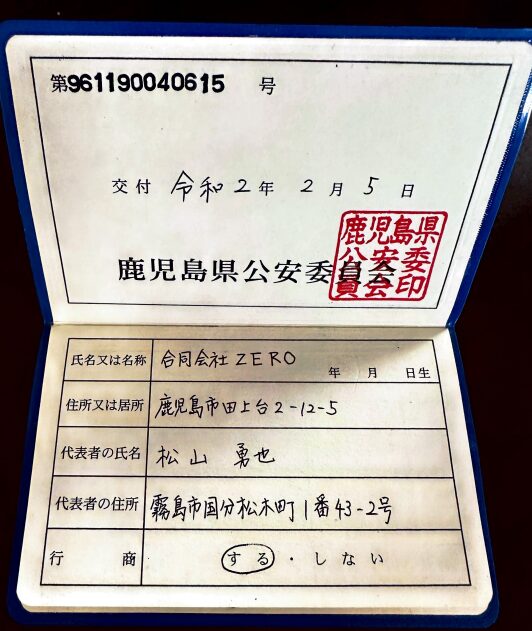 第961190040615号
交付 令和2年2月5日
鹿児島県公安委員会
鹿児島県
公安委
員会印
氏名又は名称 合同会社ZERO 年 月 日生
住所又は居所 鹿児島市田上台2-12-5
代表者の氏名 松山 勇也
代表者の住所 霧島市国分松木町1番43-2号
行商 する・しない